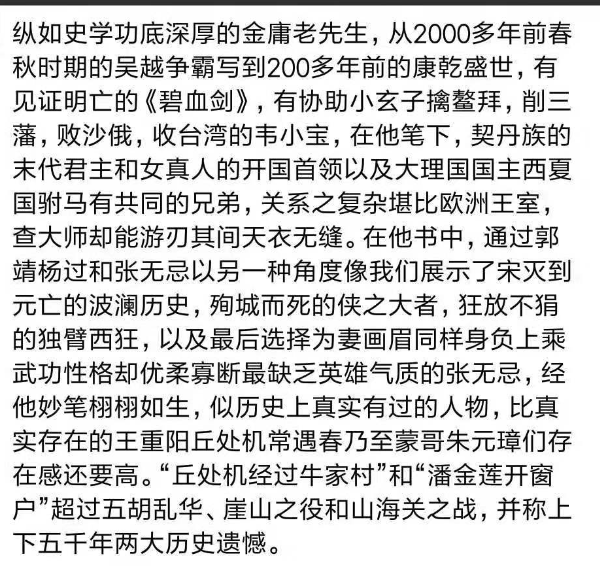 纵如史学功底深厚的金庸老先生，从2000多年前春
秋时期的吴越争霸写到200多年前的康乾盛世，有
见证明亡的《碧血剑》，有协助小玄子擒鳌拜，削三
藩，败沙俄，收台湾的韦小宝，在他笔下，契丹族的
末代君主和女真人的开国首领以及大理国国主西夏
国驸马有共同的兄弟，关系之复杂堪比欧洲王室，
查大师却能游刃其间天衣无缝。在他书中，通过郭
靖杨过和张无忌以另一种角度像我们展示了宋灭到
元亡的波澜历史，殉城而死的侠之大者，狂放不狷
的独臂西狂，以及最后选择为妻画眉同样身负上乘
武功性格却优柔寡断最缺乏英雄气质的张无忌，经
他妙笔栩栩如生，似历史上真实有过的人物，比真
实存在的王重阳丘处机常遇春乃至蒙哥朱元璋们存
在感还要高。“丘处机经过牛家村”和“潘金莲开窗
户”超过五胡乱华、崖山之役和山海关之战，并称上
下五千年两大历史遗憾。